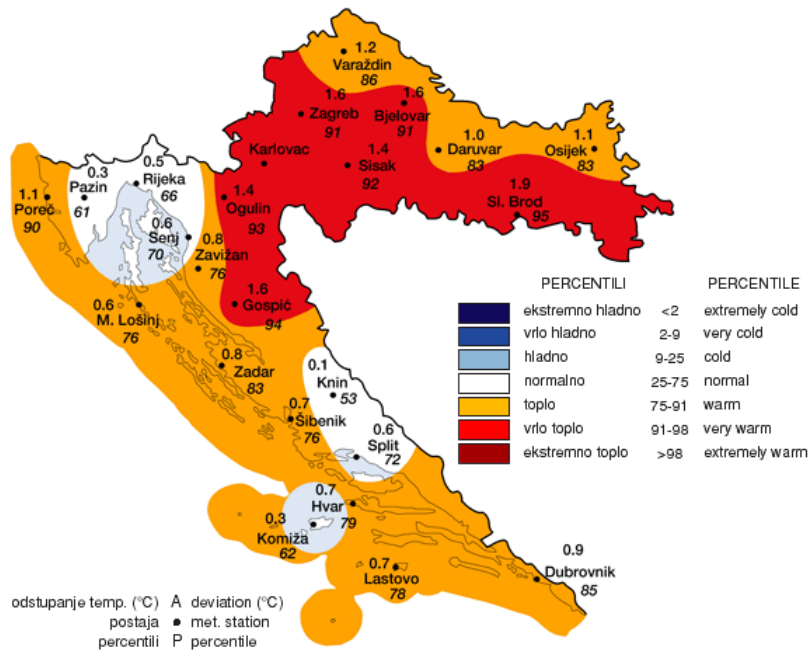 1.2
Varaždin
86
1.6
Zagreb
91
1.6
Bjelovar
91
1.0
Daruvar
83
1.1
Osijek
83
Karlovac
1.4
Sisak
92
1.9
Sl. Brod
95
0.3
Pazin
61
0.5
Rijeka
66
1.1
Poreč
90
1.4
Ogulin
93
0.6
Senj
70
0.8
Zavižan
76
1.6
Gospić
94
0.6
M. Lošinj
76
0.8
Zadar
83
0.1
Knin
53
0.7
Šibenik
76
0.6
Split
72
0.7
Hvar
79
0.3
Komiža
62
0.7
Lastovo
78
0.9
Dubrovnik
85
PERCENTILI PERCENTILE
ekstremno hladno <2 extremely cold
vrlo hladno 2-9 very cold
hladno 9-25 cold
normalno 25-75 normal
toplo 75-91 warm
vrlo toplo 91-98 very warm
ekstremno toplo >98 extremely warm
odstupanje temp. (°C) A deviation (°C)
postaja ● met. station
percentili P percentile